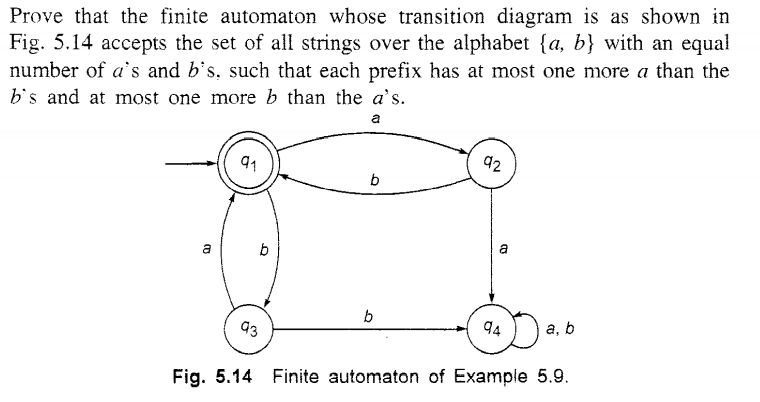 Prove that the finite automaton whose transition diagram is as shown in
Fig. 5.14 accepts the set of all strings over the alphabet {a, b} with an equal
number of a's and b's, such that each prefix has at most one more a than the
b's and at most one more b than the a's.
a
q1
q2
b
a
b
a
b
q3
q4
a, b
Fig. 5.14 Finite automaton of Example 5.9.